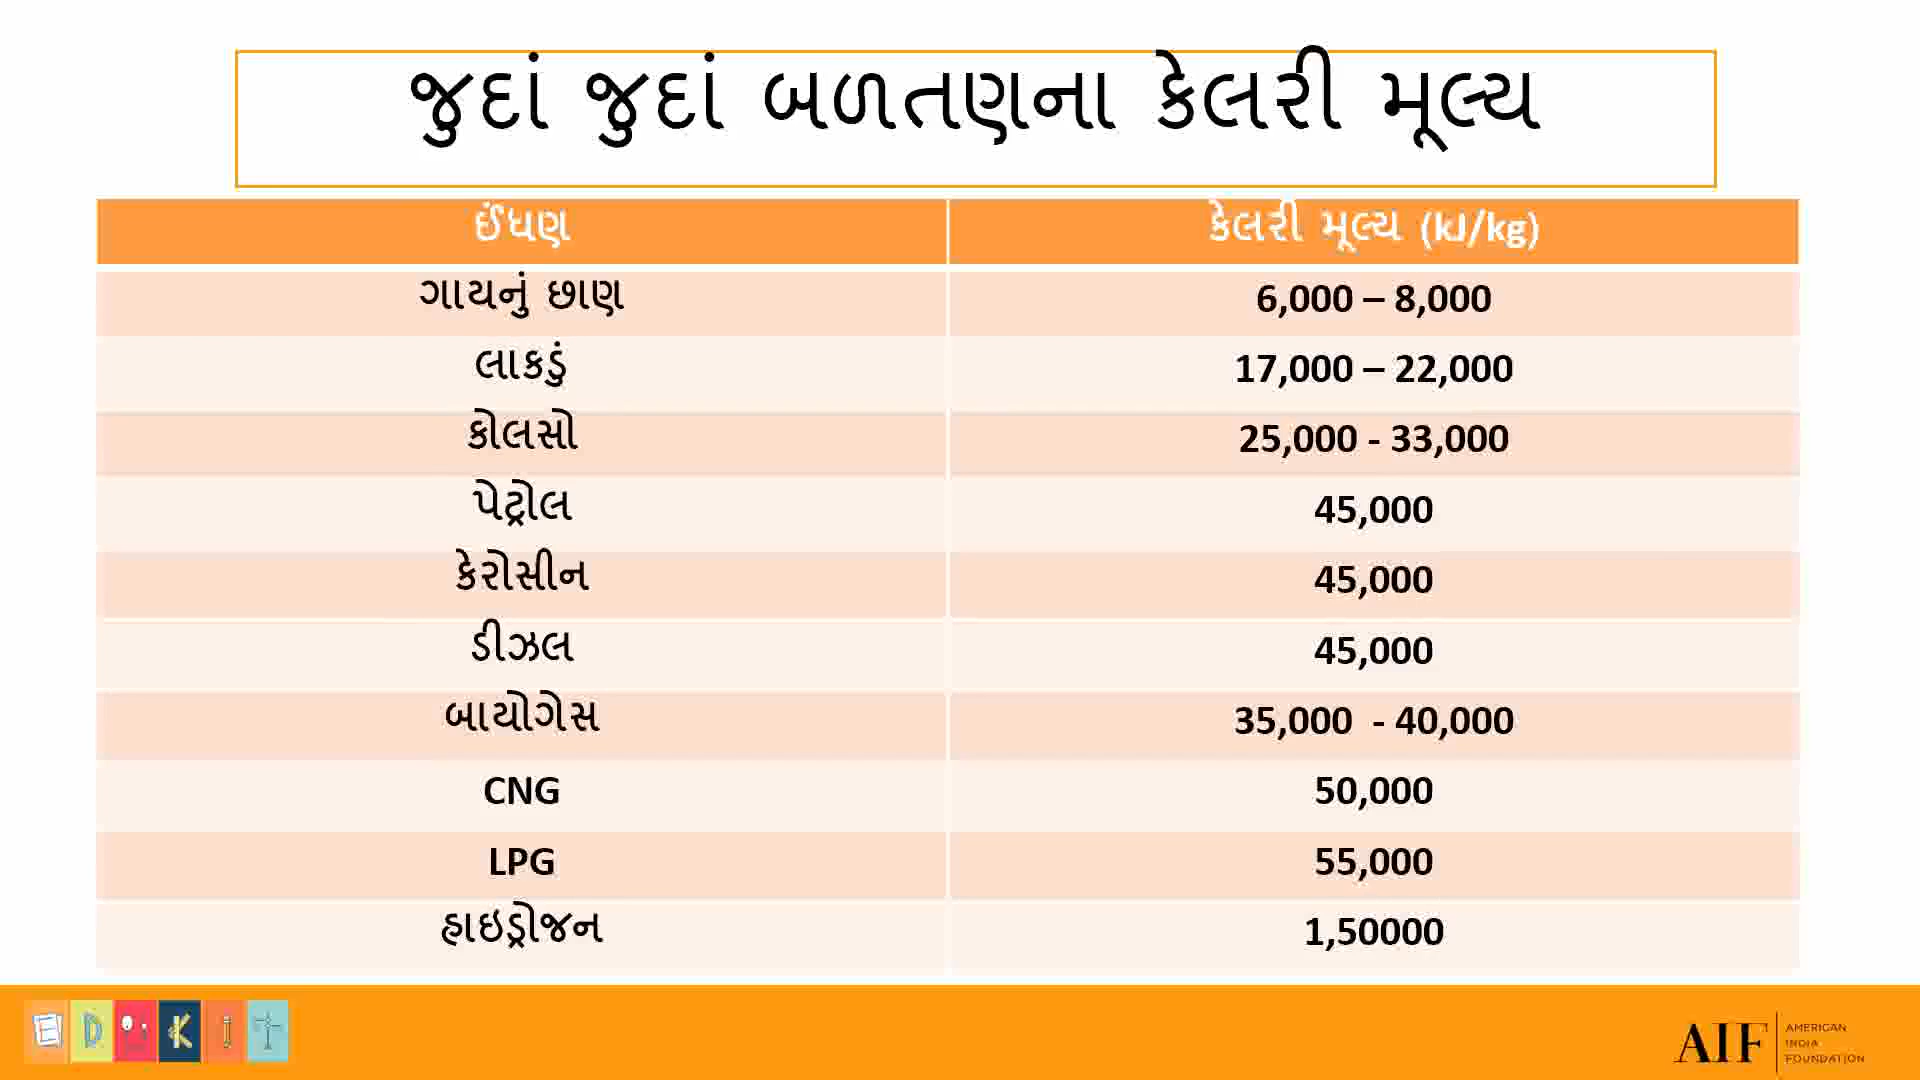 જુદાં જુદાં બળતણના કેલરી મૂલ્ય
ઈંધણ કેલરી મૂલ્ય (kJ/kg)
ગાયનું છાણ 6,000 – 8,000
લાકડું 17,000 – 22,000
કોલસો 25,000 - 33,000
પેટ્રોલ 45,000
કેરોસીન 45,000
ડીઝલ 45,000
બાયોગેસ 35,000 - 40,000
CNG 50,000
LPG 55,000
હાઇડ્રોજન 1,50000
EDUKIT
AIF
AMERICAN
INDIA
FOUNDATION